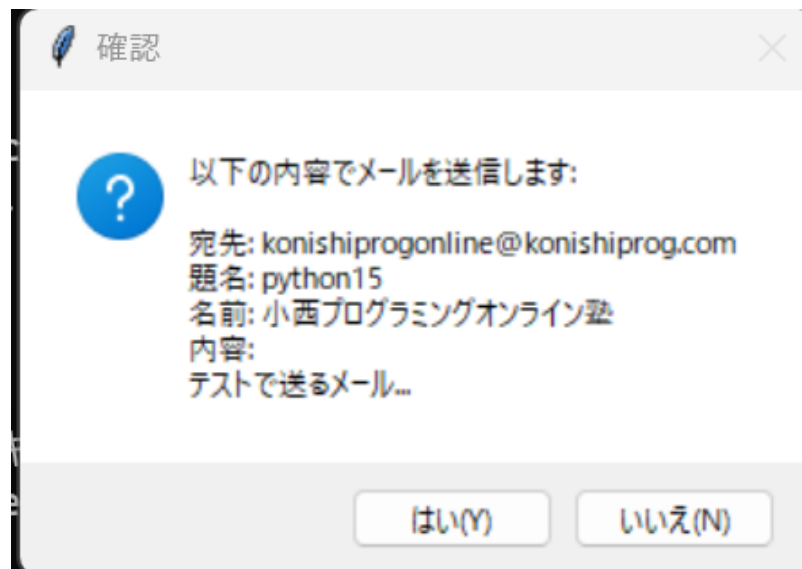 確認
以下の内容でメールを送信します:
宛先: konishiprogonline@konishiprog.com
題名: python15
名前: 小西プログラミングオンライン塾
内容:
テストで送るメール...
はい(Y) いいえ(N)